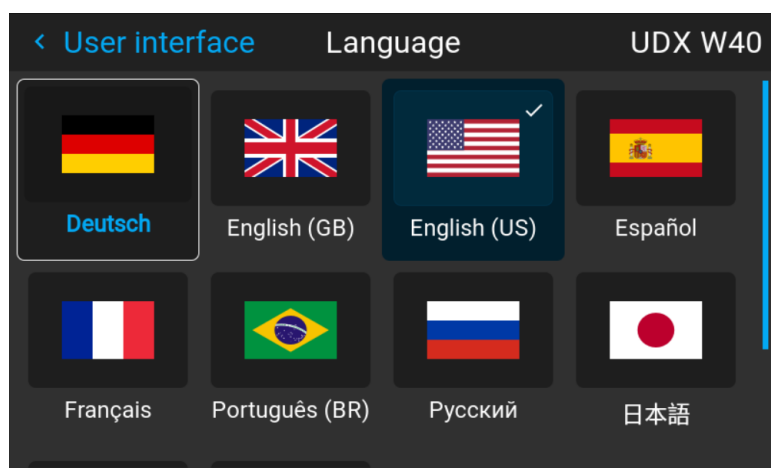 User interface Language UDX W40
Deutsch English (GB) English (US) Español
Français Português (BR) Русский 日本語